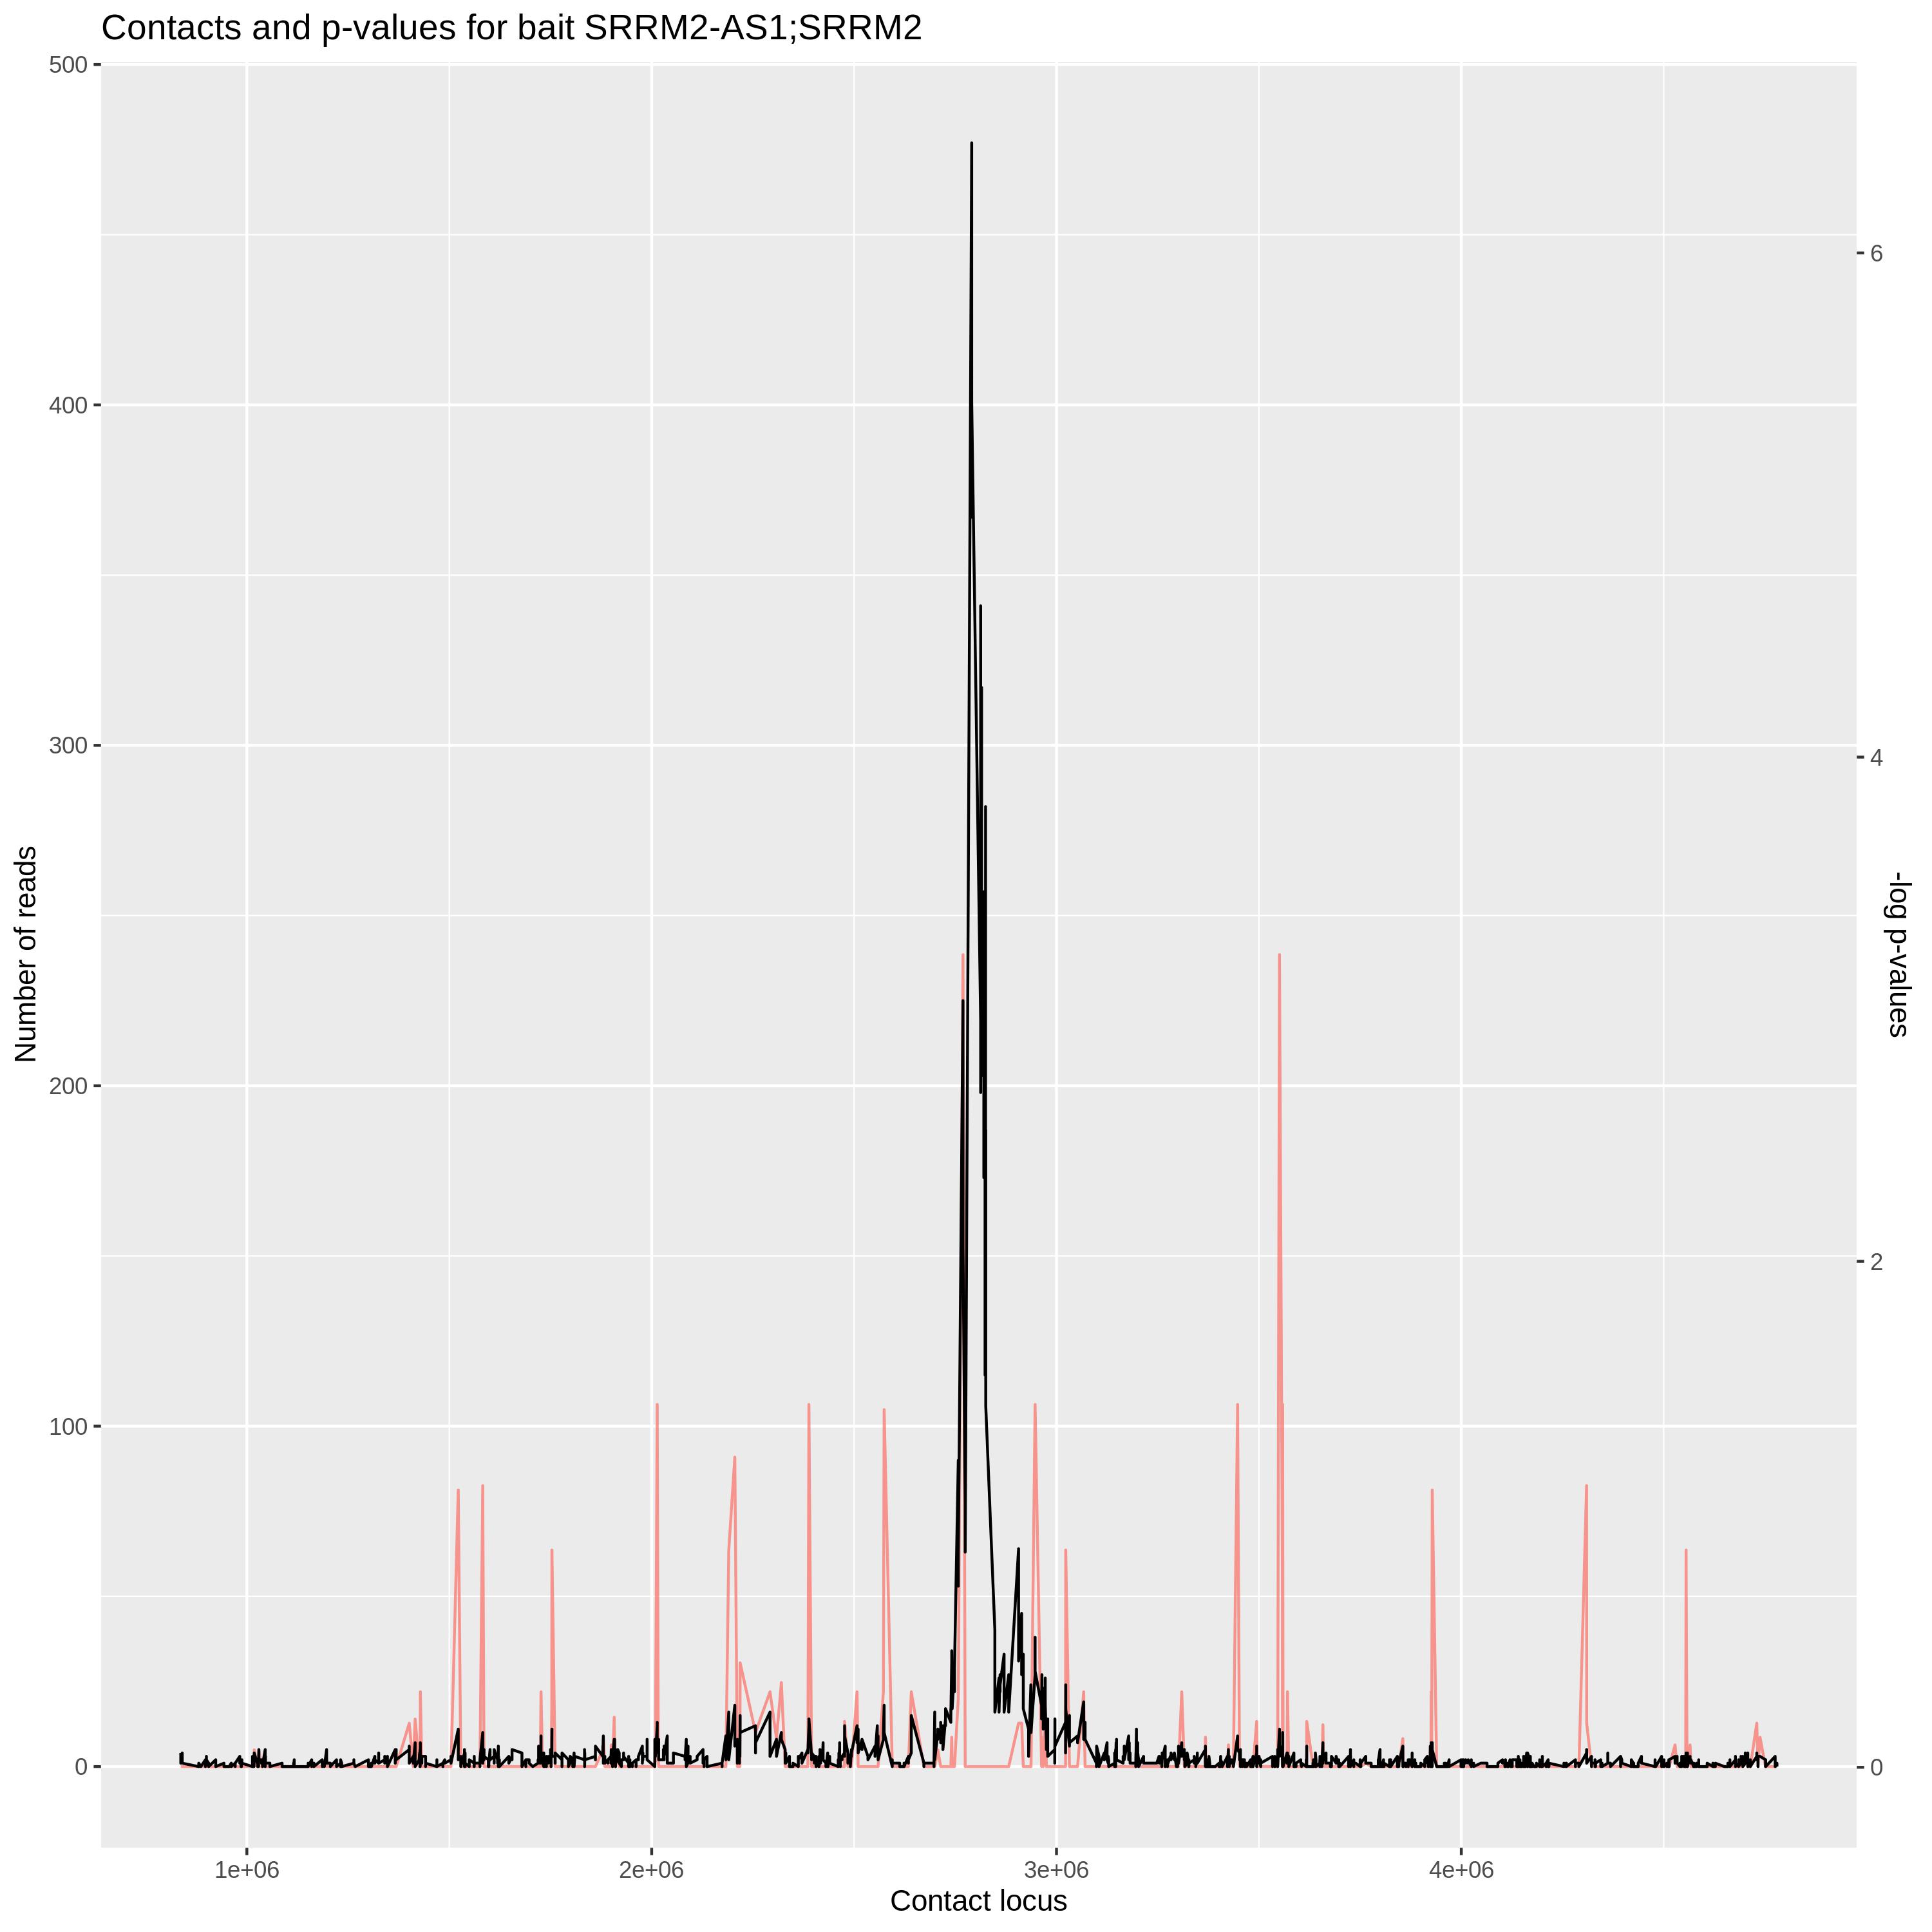 Contacts and p-values for bait SRRM2-AS1;SRRM2
500
400
300
200
100
0
Number of reads
6
4
2
0
-log p-values
1e+06
2e+06
3e+06
4e+06
Contact locus